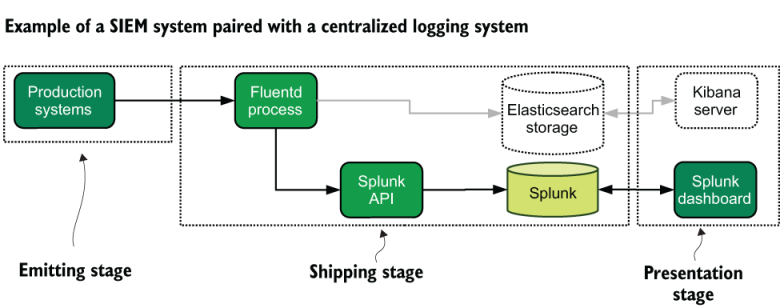 Example of a SIEM system paired with a centralized logging system
Production
systems
Fluentd
process
Elasticsearch
storage
Kibana
server
Splunk
API
Splunk
Splunk
dashboard
Emitting stage
Shipping stage
Presentation
stage